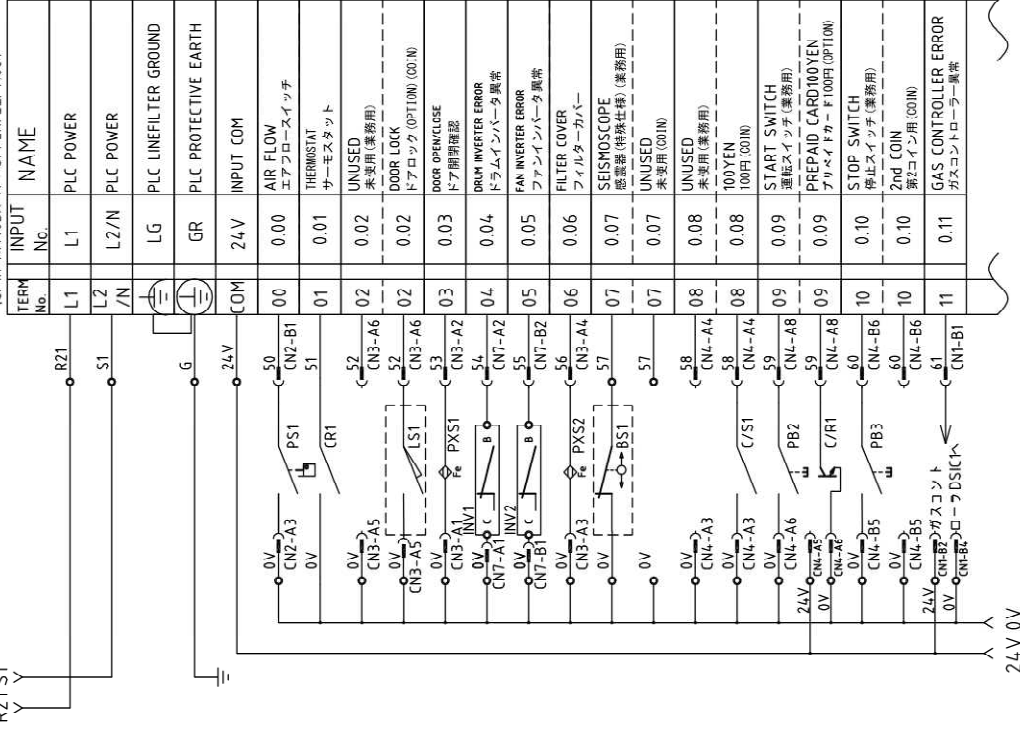 TERM No.
INPUT No.
NAME
L1
L1
PLC POWER
L2/N
L2/N
PLC POWER
LG
PLC LINEFILTER GROUND
GR
PLC PROTECTIVE EARTH
COM
24V
INPUT COM
00
0.00
AIR FLOW
エアフロースイッチ
01
0.01
THERMOSTAT
サーモスタット
02
0.02
UNUSED
未使用(業務用)
02
0.02
DOOR LOCK
ドアロック(OPTION)(COIN)
03
0.03
DOOR OPEN/CLOSE
ドア開閉確認
04
0.04
DRUM INVERTER ERROR
ドラムインバータ異常
05
0.05
FAN INVERTER ERROR
ファンインバータ異常
06
0.06
FILTER COVER
フィルターカバー
07
0.07
SEISMOSCOPE
感震器(特殊仕様)(業務用)
07
0.07
UNUSED
未使用(COIN)
08
0.08
UNUSED
未使用(業務用)
08
0.08
100YEN
100円(COIN)
09
0.09
START SWITCH
運転スイッチ(業務用)
09
0.09
PREPAID CARD100YEN
プリペイドカード100円(OPTION)
10
0.10
STOP SWITCH
停止スイッチ(業務用)
10
0.10
2nd COIN
第2コイン用(COIN)
11
0.11
GAS CONTROLLER ERROR
ガスコントローラー異常
R21
S1
G
24V
50
CN2-B1
51
52
CN3-A6
52
CN3-A6
53
CN3-A2
54
CN7-A2
55
CN7-B2
56
CN3-A4
57
57
58
CN4-A4
58
CN4-A4
59
CN4-A8
59
CN4-A8
60
CN4-B6
60
CN4-B6
61
CN1-B1
PS1
CR1
LS1
PXS1
Fe
B
B
PXS2
Fe
BS1
C/S1
PB2
C/R1
PB3
INV1
C
INV2
C
ガスコント
ローラDSIC1へ
0V
CN2-A3
0V
0V
CN3-A5
0V
CN3-A5
0V
CN3-A1
0V
CN7-A1
0V
CN7-B1
0V
CN3-A3
0V
0V
0V
CN4-A3
0V
CN4-A3
0V
CN4-A6
24V
CN4-A5
0V
CN4-A6
0V
CN4-B5
0V
CN4-B5
24V
CN1-B2
0V
CN1-B4
R21
S1
24V
0V